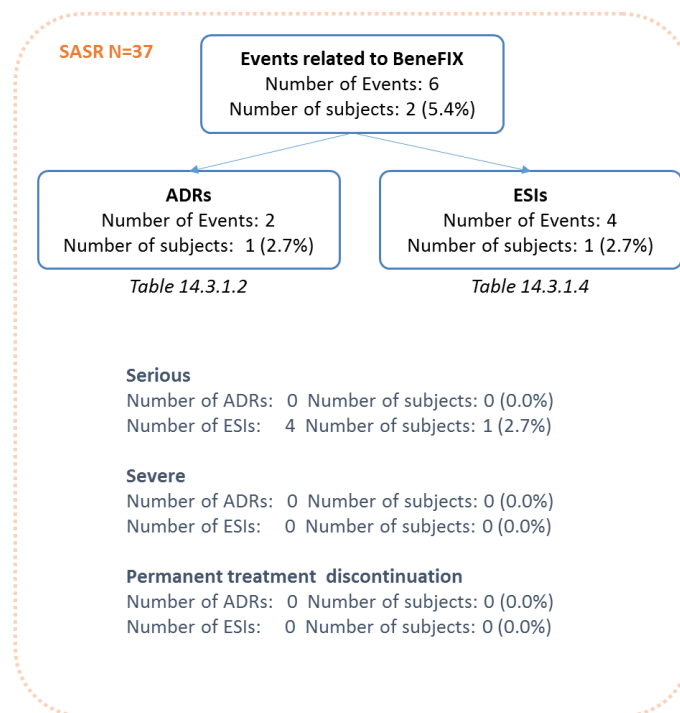 SASR N=37
Events related to BeneFIX
Number of Events: 6
Number of subjects: 2 (5.4%)
ADRs
Number of Events: 2
Number of subjects: 1 (2.7%)
Table 14.3.1.2
ESIs
Number of Events: 4
Number of subjects: 1 (2.7%)
Table 14.3.1.4
Serious
Number of ADRs: 0 Number of subjects: 0 (0.0%)
Number of ESIs: 4 Number of subjects: 1 (2.7%)
Severe
Number of ADRs: 0 Number of subjects: 0 (0.0%)
Number of ESIs: 0 Number of subjects: 0 (0.0%)
Permanent treatment discontinuation
Number of ADRs: 0 Number of subjects: 0 (0.0%)
Number of ESIs: 0 Number of subjects: 0 (0.0%)